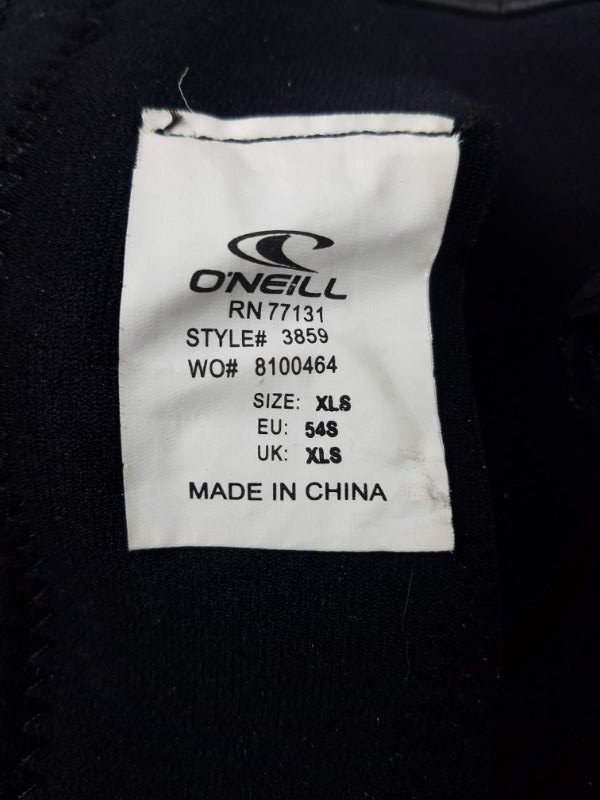 O'NEILL
RN 77131
STYLE# 3859
WO# 8100464
SIZE: XLS
EU: 54S
UK: XLS
MADE IN CHINA